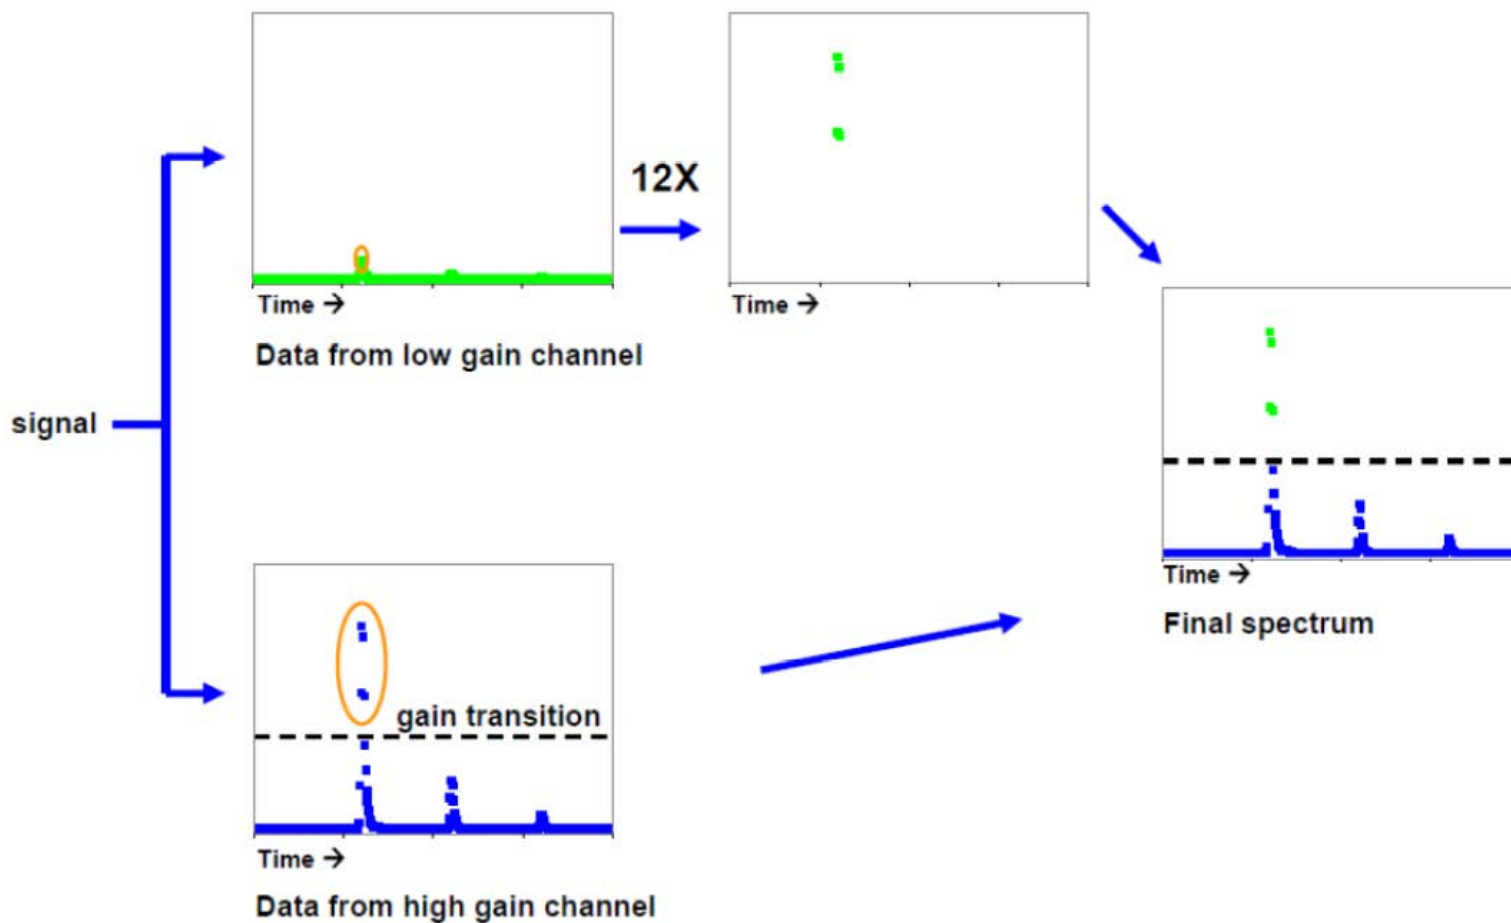 signal
Time →
Data from low gain channel
12X
Time →
gain transition
Time →
Data from high gain channel
Time →
Final spectrum